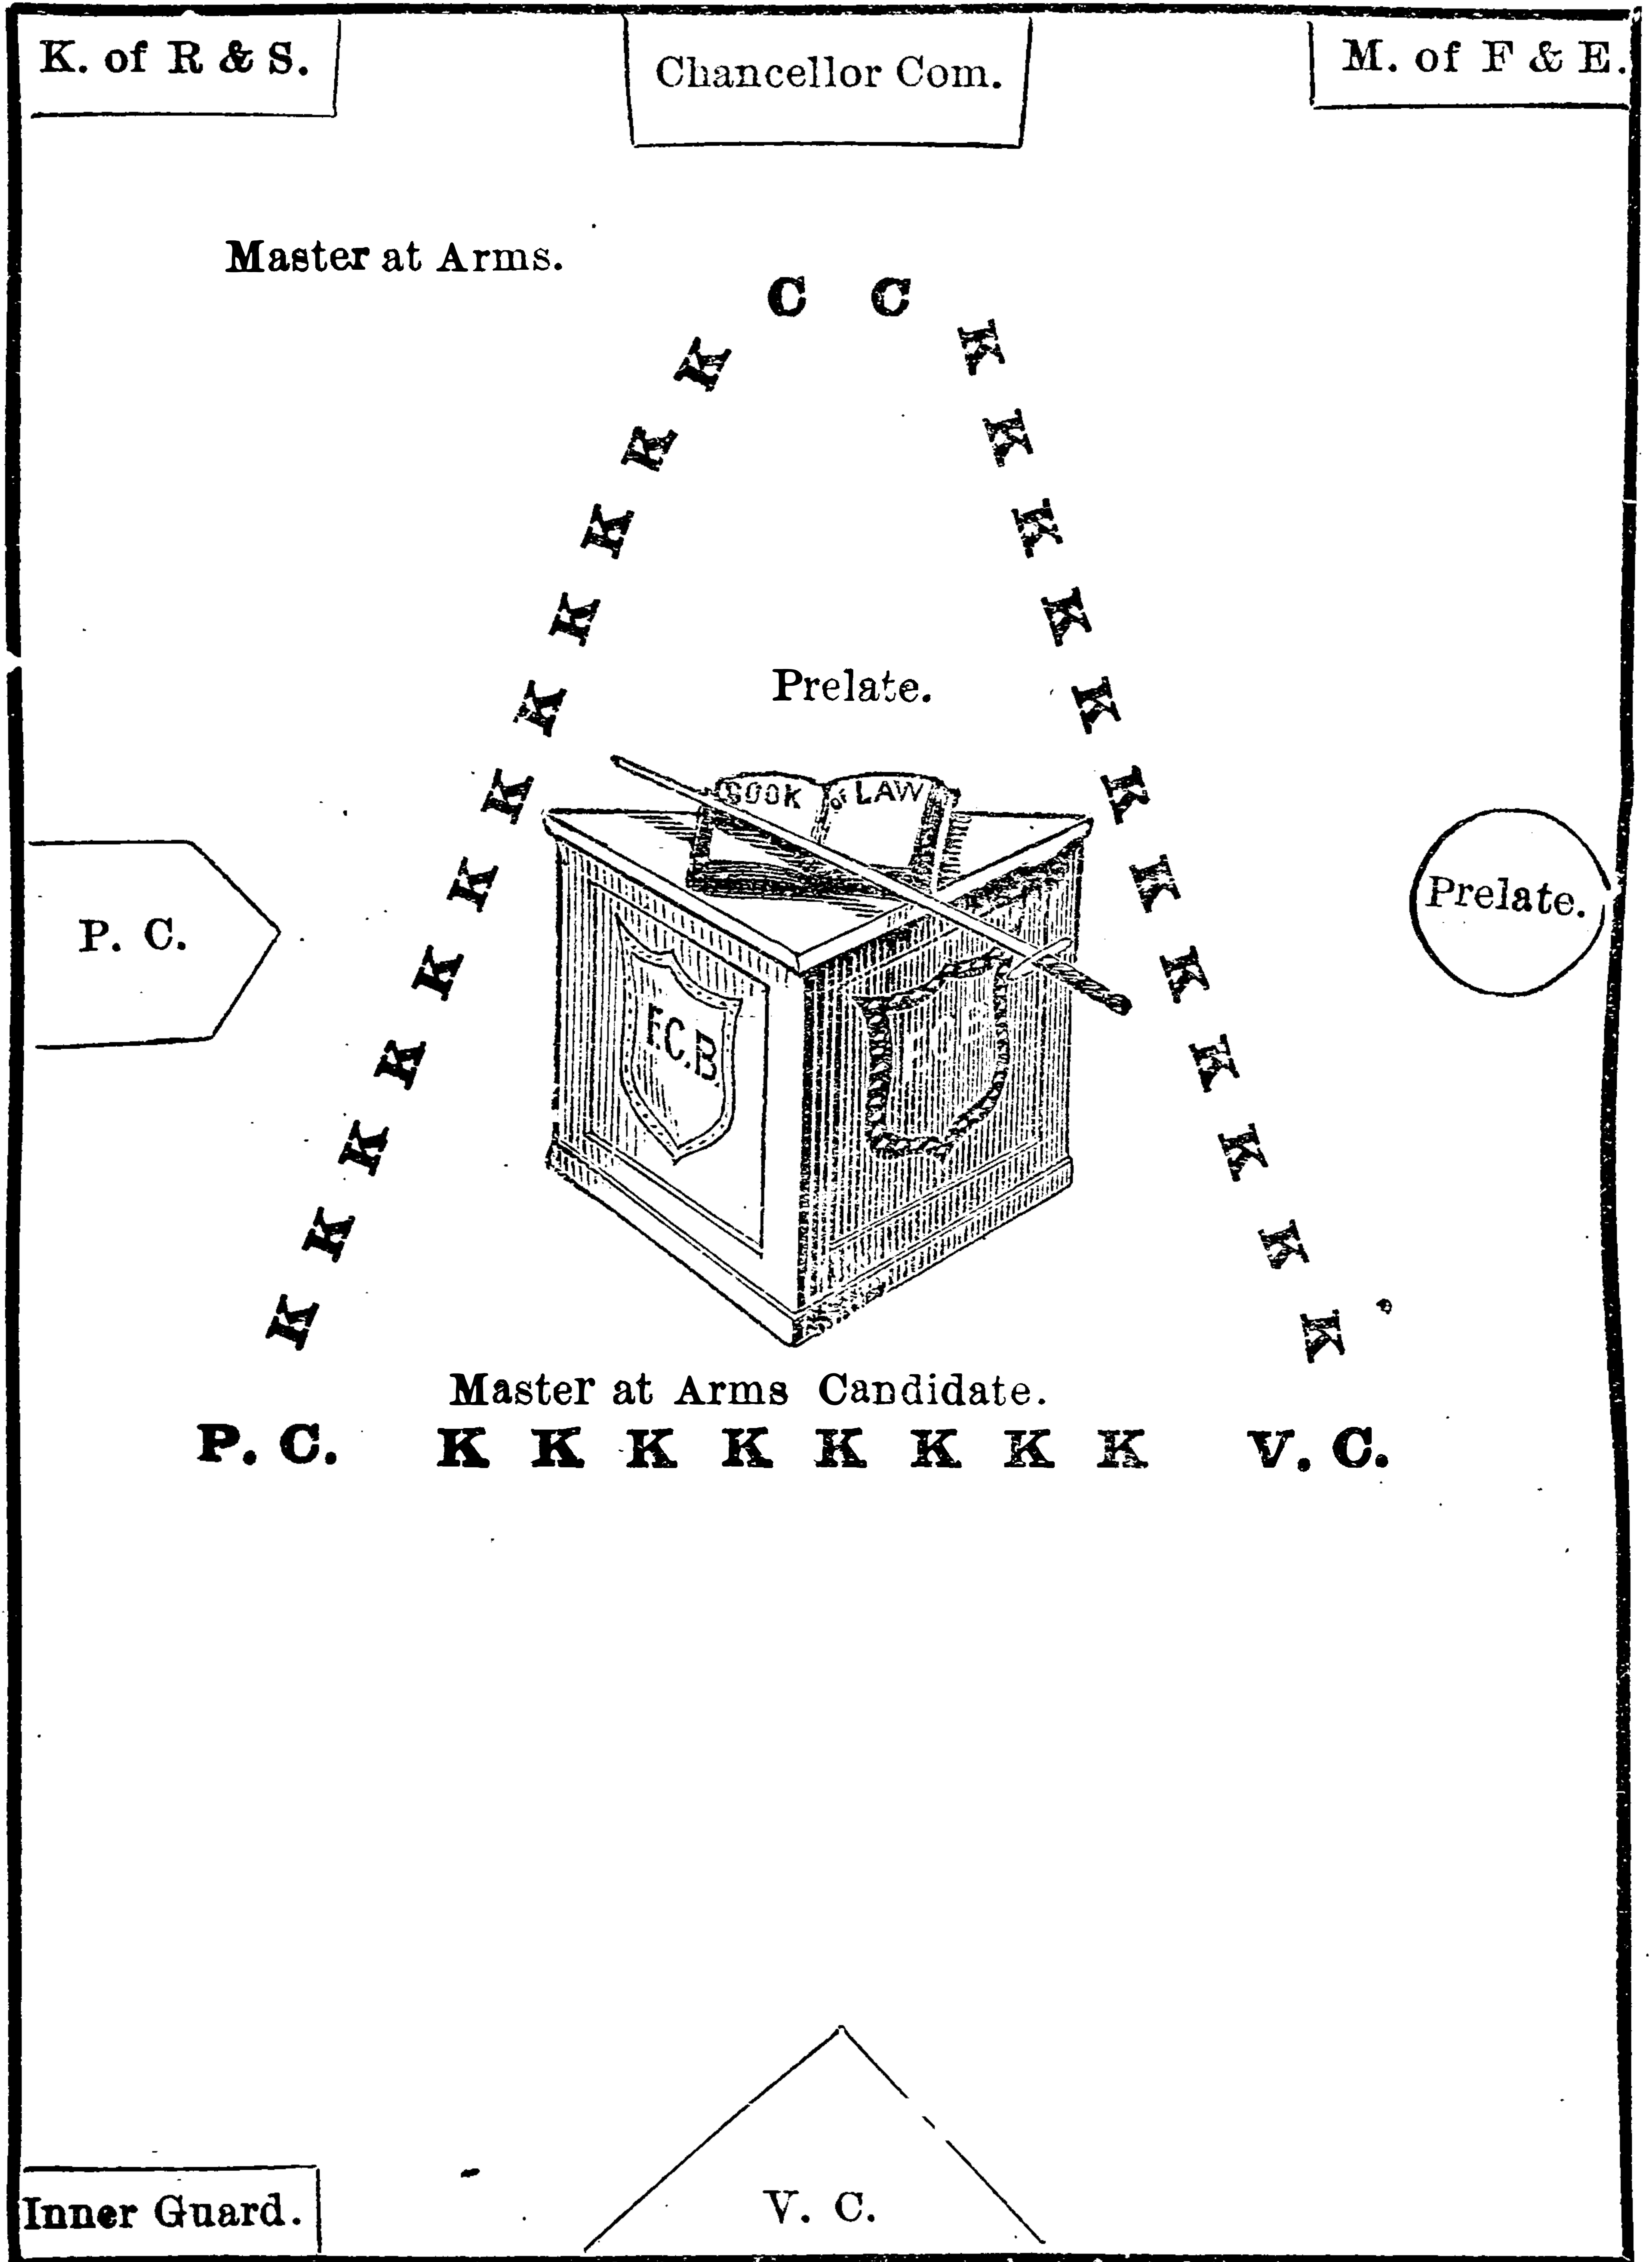 K. of R & S.
Chancellor Com.
M. of F & E.
Master at Arms.
C C
K K
K K
K K
K K
Prelate.
K K
K K
BOOK of LAW
K K
Prelate.
P. C.
K K
F.C.B.
F.C.B.
K K
K K
K K
K K
Master at Arms Candidate.
P. C. K K K K K K K K V. C.
Inner Guard.
V. C.